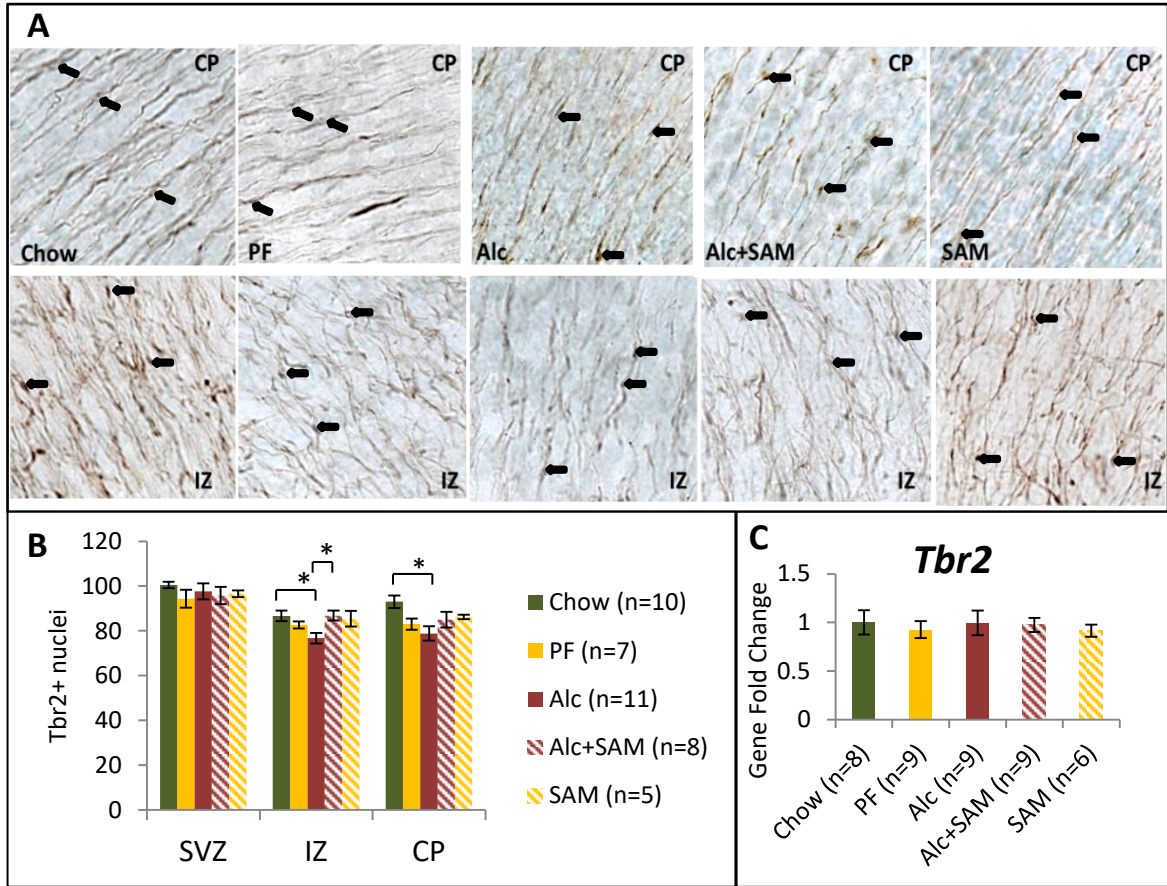 A
CP
CP
CP
CP
CP
Chow
PF
Alc
Alc+SAM
SAM
IZ
IZ
IZ
IZ
IZ
B
120
100
80
60
40
20
0
Tbr2+ nuclei
SVZ
IZ
CP
*
*
*
Chow (n=10)
PF (n=7)
Alc (n=11)
Alc+SAM (n=8)
SAM (n=5)
C
Tbr2
1.5
1
0.5
0
Gene Fold Change
Chow (n=8)
PF (n=9)
Alc (n=9)
Alc+SAM (n=9)
SAM (n=6)